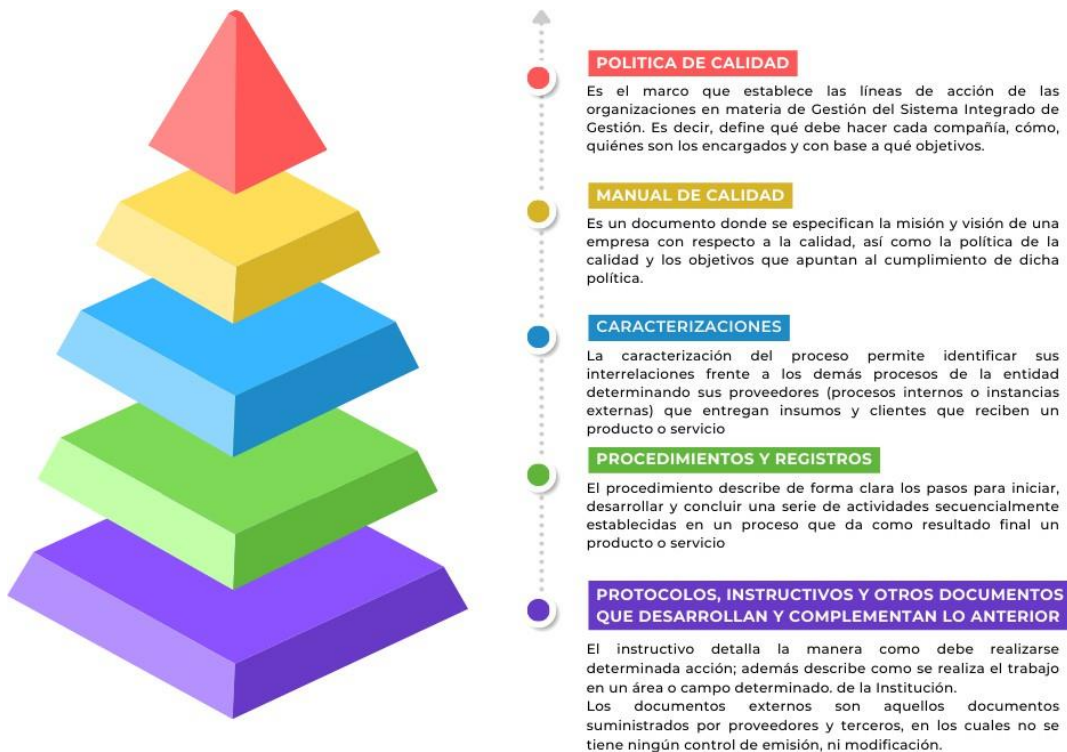 POLITICA DE CALIDAD
Es el marco que establece las líneas de acción de las
organizaciones en materia de Gestión del Sistema Integrado de
Gestión. Es decir, define qué debe hacer cada compañía, cómo,
quiénes son los encargados y con base a qué objetivos.
MANUAL DE CALIDAD
Es un documento donde se especifican la misión y visión de una
empresa con respecto a la calidad, así como la política de la
calidad y los objetivos que apuntan al cumplimiento de dicha
política.
CARACTERIZACIONES
La caracterización del proceso permite identificar sus
interrelaciones frente a los demás procesos de la entidad
determinando sus proveedores (procesos internos o instancias
externas) que entregan insumos y clientes que reciben un
producto o servicio
PROCEDIMIENTOS Y REGISTROS
El procedimiento describe de forma clara los pasos para iniciar,
desarrollar y concluir una serie de actividades secuencialmente
establecidas en un proceso que da como resultado final un
producto o servicio
PROTOCOLOS, INSTRUCTIVOS Y OTROS DOCUMENTOS
QUE DESARROLLAN Y COMPLEMENTAN LO ANTERIOR
El instructivo detalla la manera como debe realizarse
determinada acción; además describe como se realiza el trabajo
en un área o campo determinado. de la Institución.
Los documentos externos son aquellos documentos
suministrados por proveedores y terceros, en los cuales no se
tiene ningún control de emisión, ni modificación.